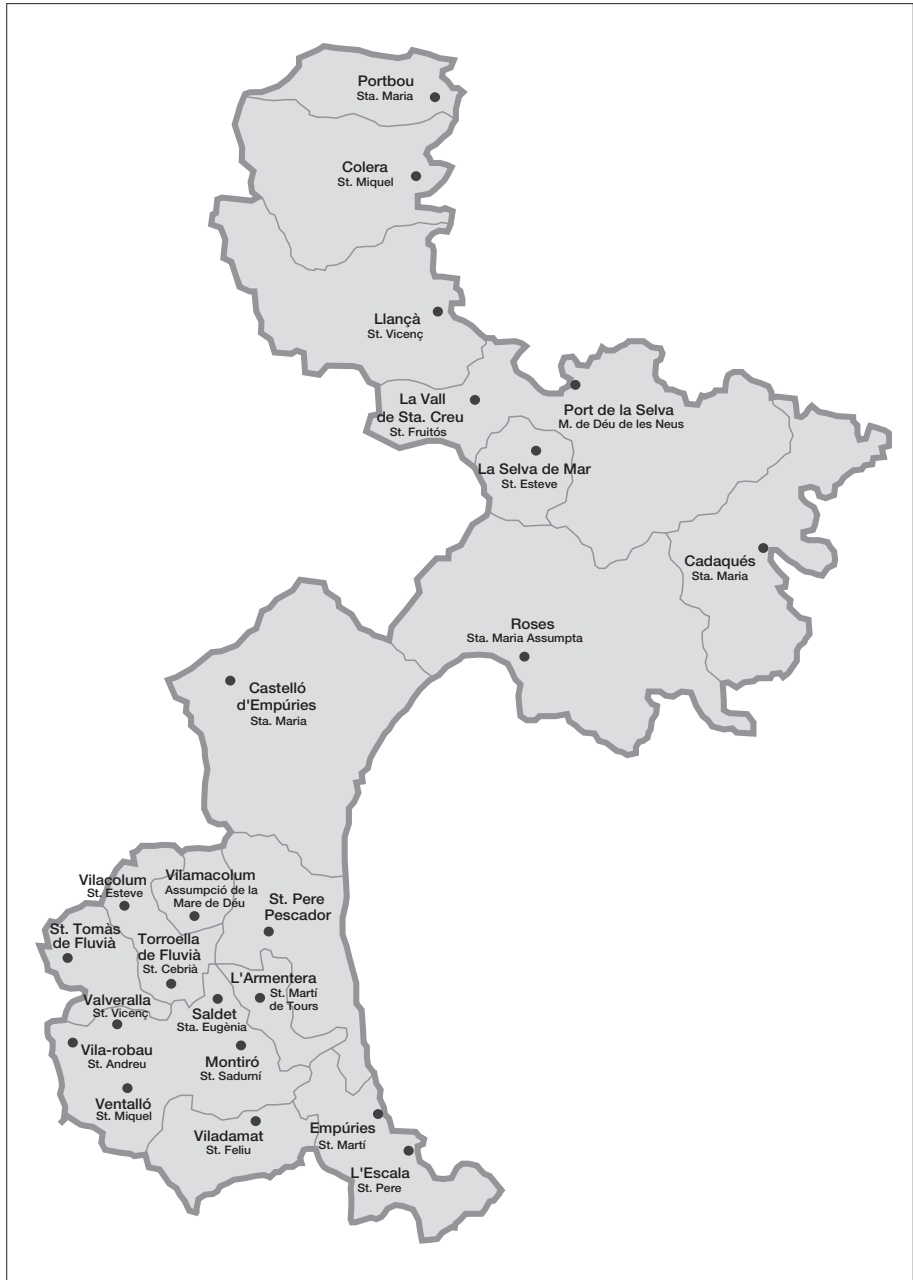 Portbou
Sta. Maria
Colera
St. Miquel
Llançà
St. Vicenç
La Vall
de Sta. Creu
St. Fruitós
Port de la Selva
M. de Déu de les Neus
La Selva de Mar
St. Esteve
Cadaqués
Sta. Maria
Roses
Sta. Maria Assumpta
Castelló
d'Empúries
Sta. Maria
Vilacolum
St. Esteve
Vilamacolum
Assumpció de la
Mare de Déu
St. Pere
Pescador
St. Tomàs
de Fluvià
Torroella
de Fluvià
St. Cebrià
L'Armentera
St. Martí
de Tours
Valveralla
St. Vicenç
Saldet
Sta. Eugènia
Vila-robau
St. Andreu
Montiró
St. Sadurní
Ventalló
St. Miquel
Viladamat
St. Feliu
Empúries
St. Martí
L'Escala
St. Pere